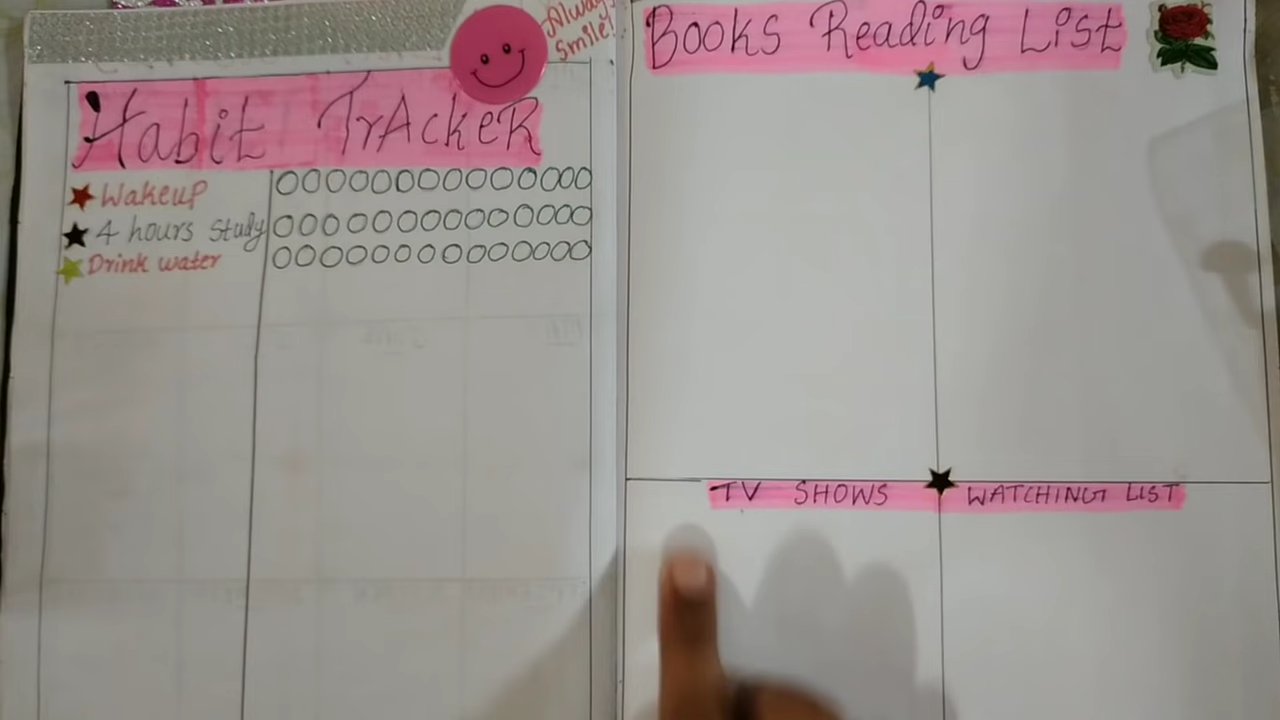 Always
Smile!
Habit Tracker
Wakeup
4 hours study
Drink water
Books Reading List
TV SHOWS WATCHING LIST